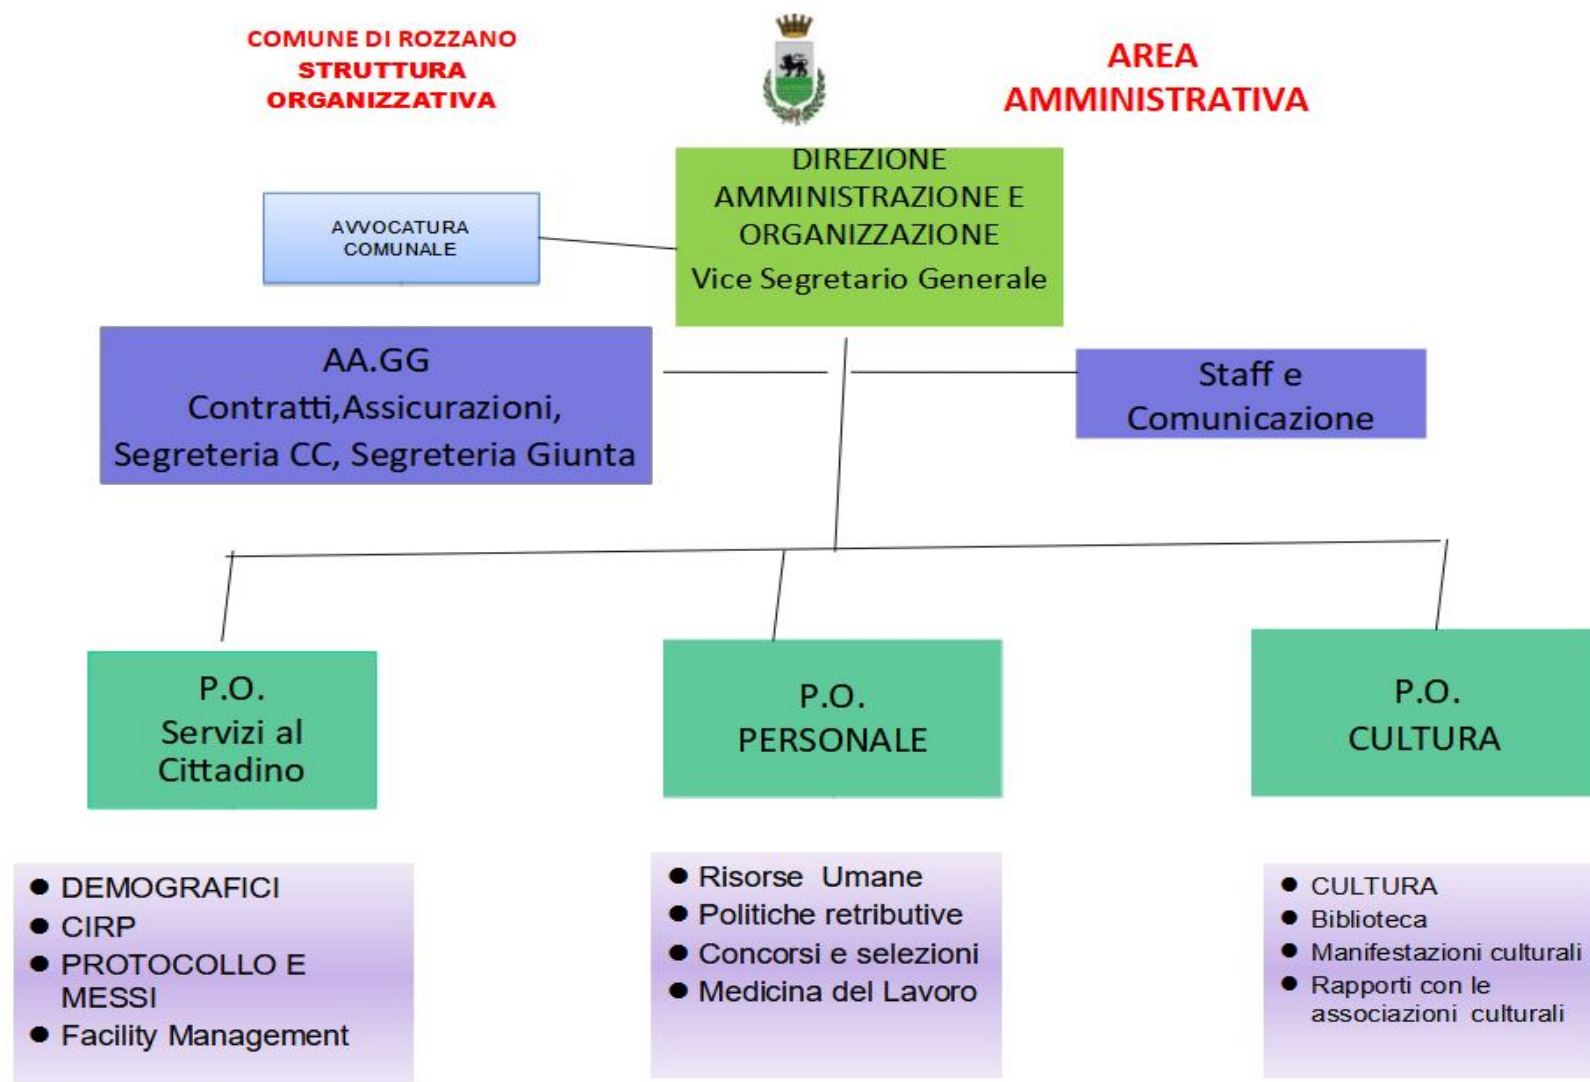 COMUNE DI ROZZANO
STRUTTURA
ORGANIZZATIVA
AREA
AMMINISTRATIVA
DIREZIONE
AMMINISTRAZIONE E
ORGANIZZAZIONE
Vice Segretario Generale
AVVOCATURA
COMUNALE
AA.GG
Contratti,Assicurazioni,
Segreteria CC, Segreteria Giunta
Staff e
Comunicazione
P.O.
Servizi al
Cittadino
P.O.
PERSONALE
P.O.
CULTURA
● DEMOGRAFICI
● CIRP
● PROTOCOLLO E
MESSI
● Facility Management
● Risorse Umane
● Politiche retributive
● Concorsi e selezioni
● Medicina del Lavoro
● CULTURA
● Biblioteca
● Manifestazioni culturali
● Rapporti con le
associazioni culturali